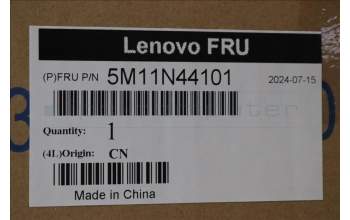 Lenovo FRU
(P)FRU P/N 5M11N44101 2024-07-15
Quantity: 1
(4L)Origin: CN
Made in China